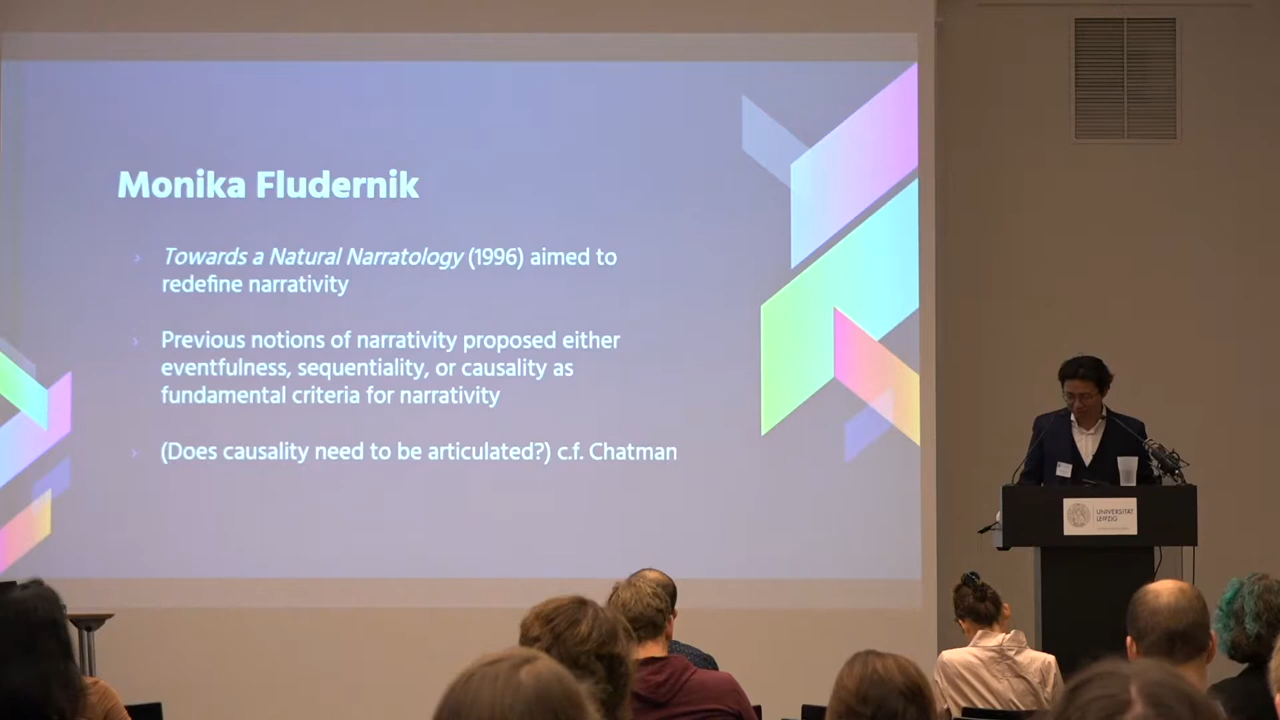 Monika Fludernik
Towards a Natural Narratology (1996) aimed to
redefine narrativity
Previous notions of narrativity proposed either
eventfulness, sequentiality, or causality as
fundamental criteria for narrativity
(Does causality need to be articulated?) c.f. Chatman
UNIVERSITÄT
LEIPZIG